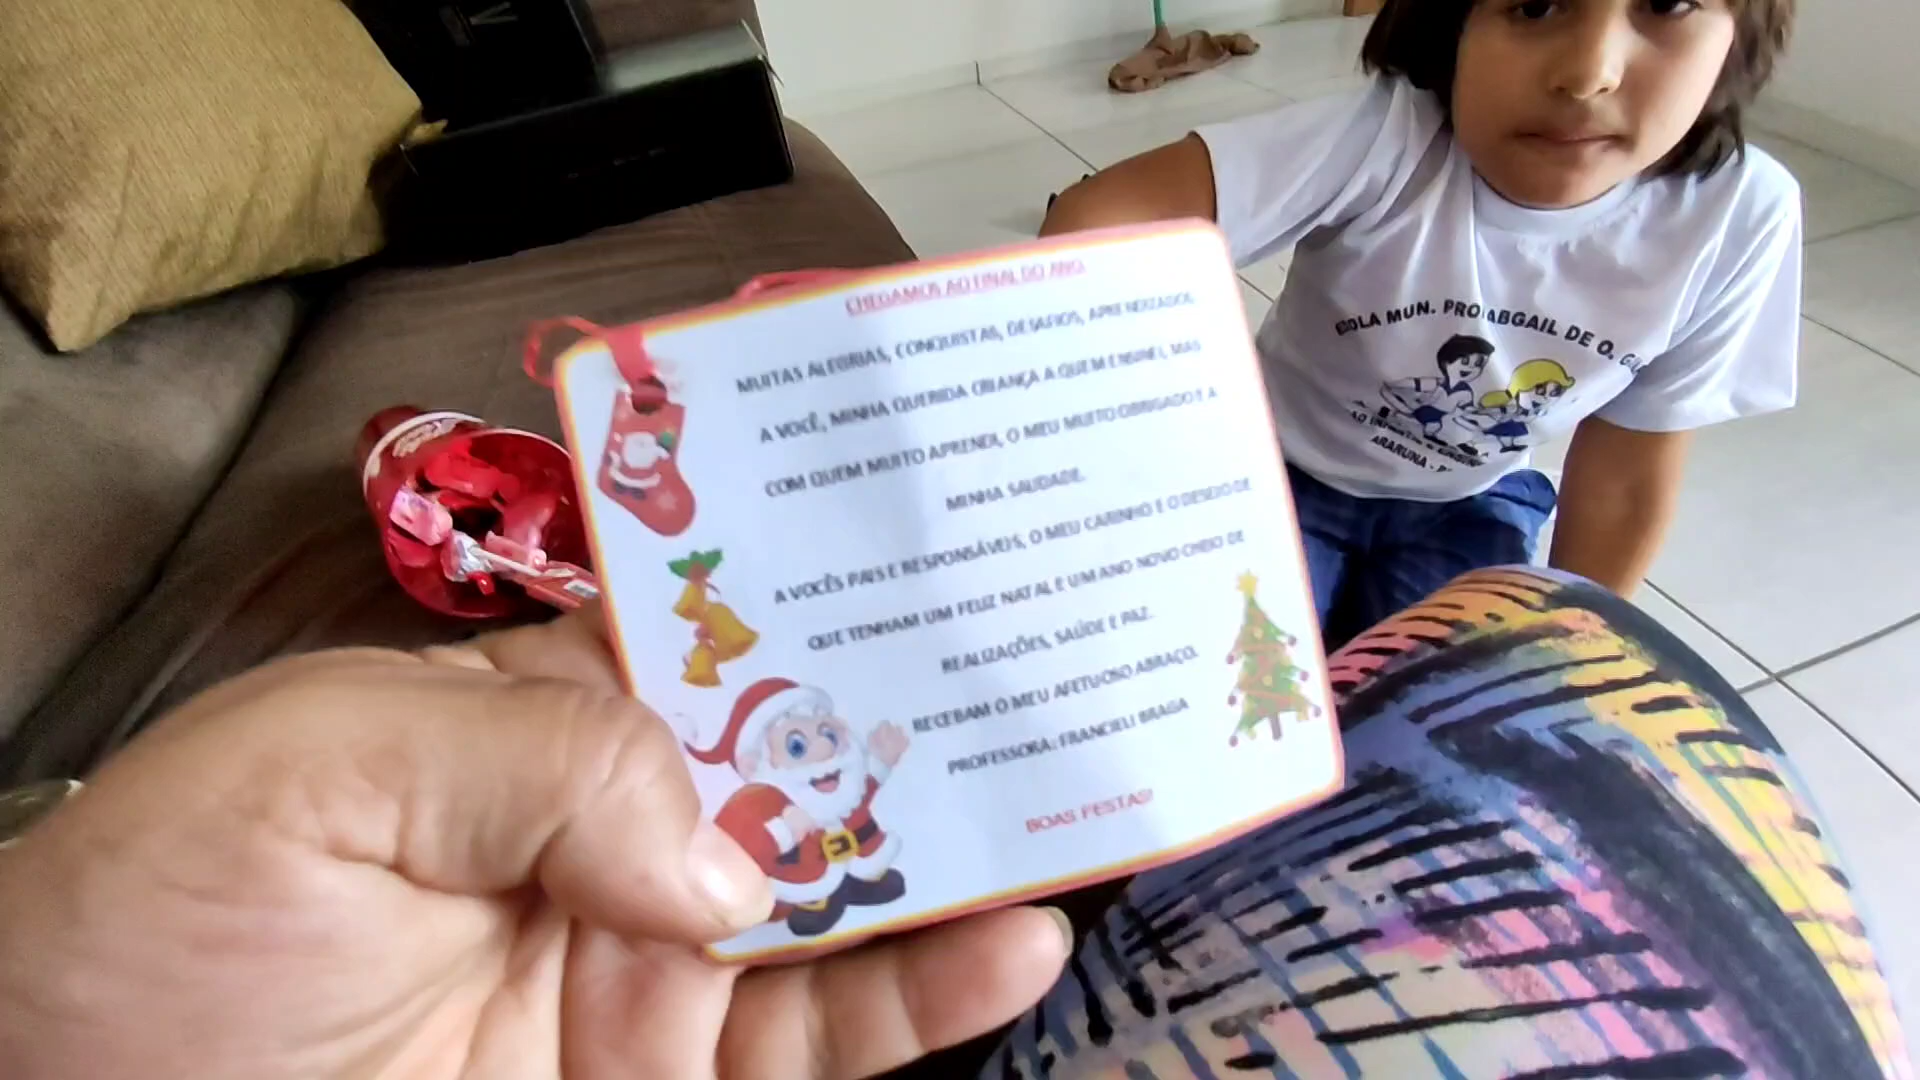 CHEGAMOS AO FINAL DO ANO.
MUITAS ALEGRIAS, CONQUISTAS, DESAFIOS, APRENDIZADOS.
A VOCÊ, MINHA QUERIDA CRIANÇA A QUEM ENSINEI, MAS
COM QUEM MUITO APRENDI, O MEU MUITO OBRIGADO E A
MINHA SAUDADE.
A VOCÊS PAIS E RESPONSÁVEIS, O MEU CARINHO E O DESEJO DE
QUE TENHAM UM FELIZ NATAL E UM ANO NOVO CHEIO DE
REALIZAÇÕES, SAÚDE E PAZ.
RECEBAM O MEU AFETUOSO ABRAÇO.
PROFESSORA: FRANCIELI BRAGA
BOAS FESTAS!
MUN. PRO ABGAIL DE O.
ARARUNA -